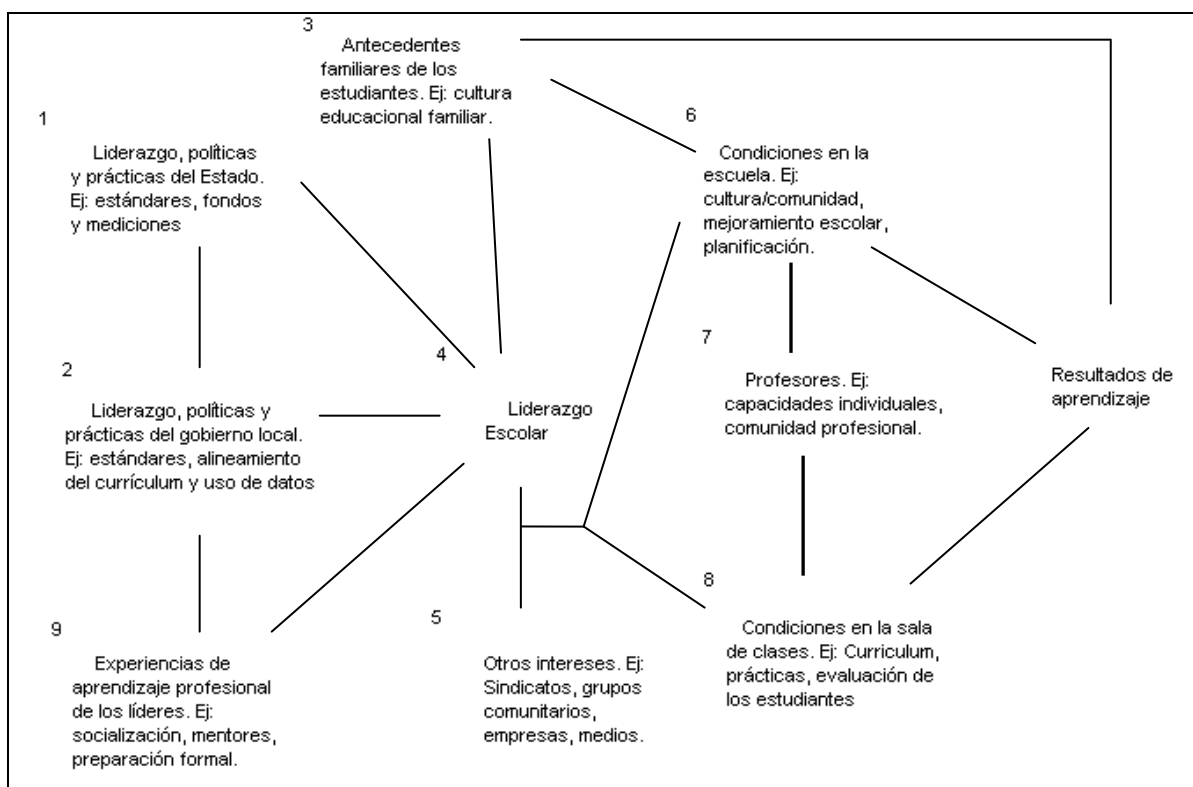 3
Antecedentes
familiares de los
estudiantes. Ej: cultura
educacional familiar.
1
Liderazgo, políticas
y prácticas del Estado.
Ej: estándares, fondos
y mediciones
6
Condiciones en la
escuela. Ej:
cultura/comunidad,
mejoramiento escolar,
planificación.
2
Liderazgo, políticas y
prácticas del gobierno local.
Ej: estándares, alineamiento
del currículum y uso de datos
4
Liderazgo
Escolar
7
Profesores. Ej:
capacidades individuales,
comunidad profesional.
Resultados de
aprendizaje
9
Experiencias de
aprendizaje profesional
de los líderes. Ej:
socialización, mentores,
preparación formal.
5
Otros intereses. Ej:
Sindicatos, grupos
comunitarios,
empresas, medios.
8
Condiciones en la sala
de clases. Ej: Curriculum,
prácticas, evaluación de
los estudiantes